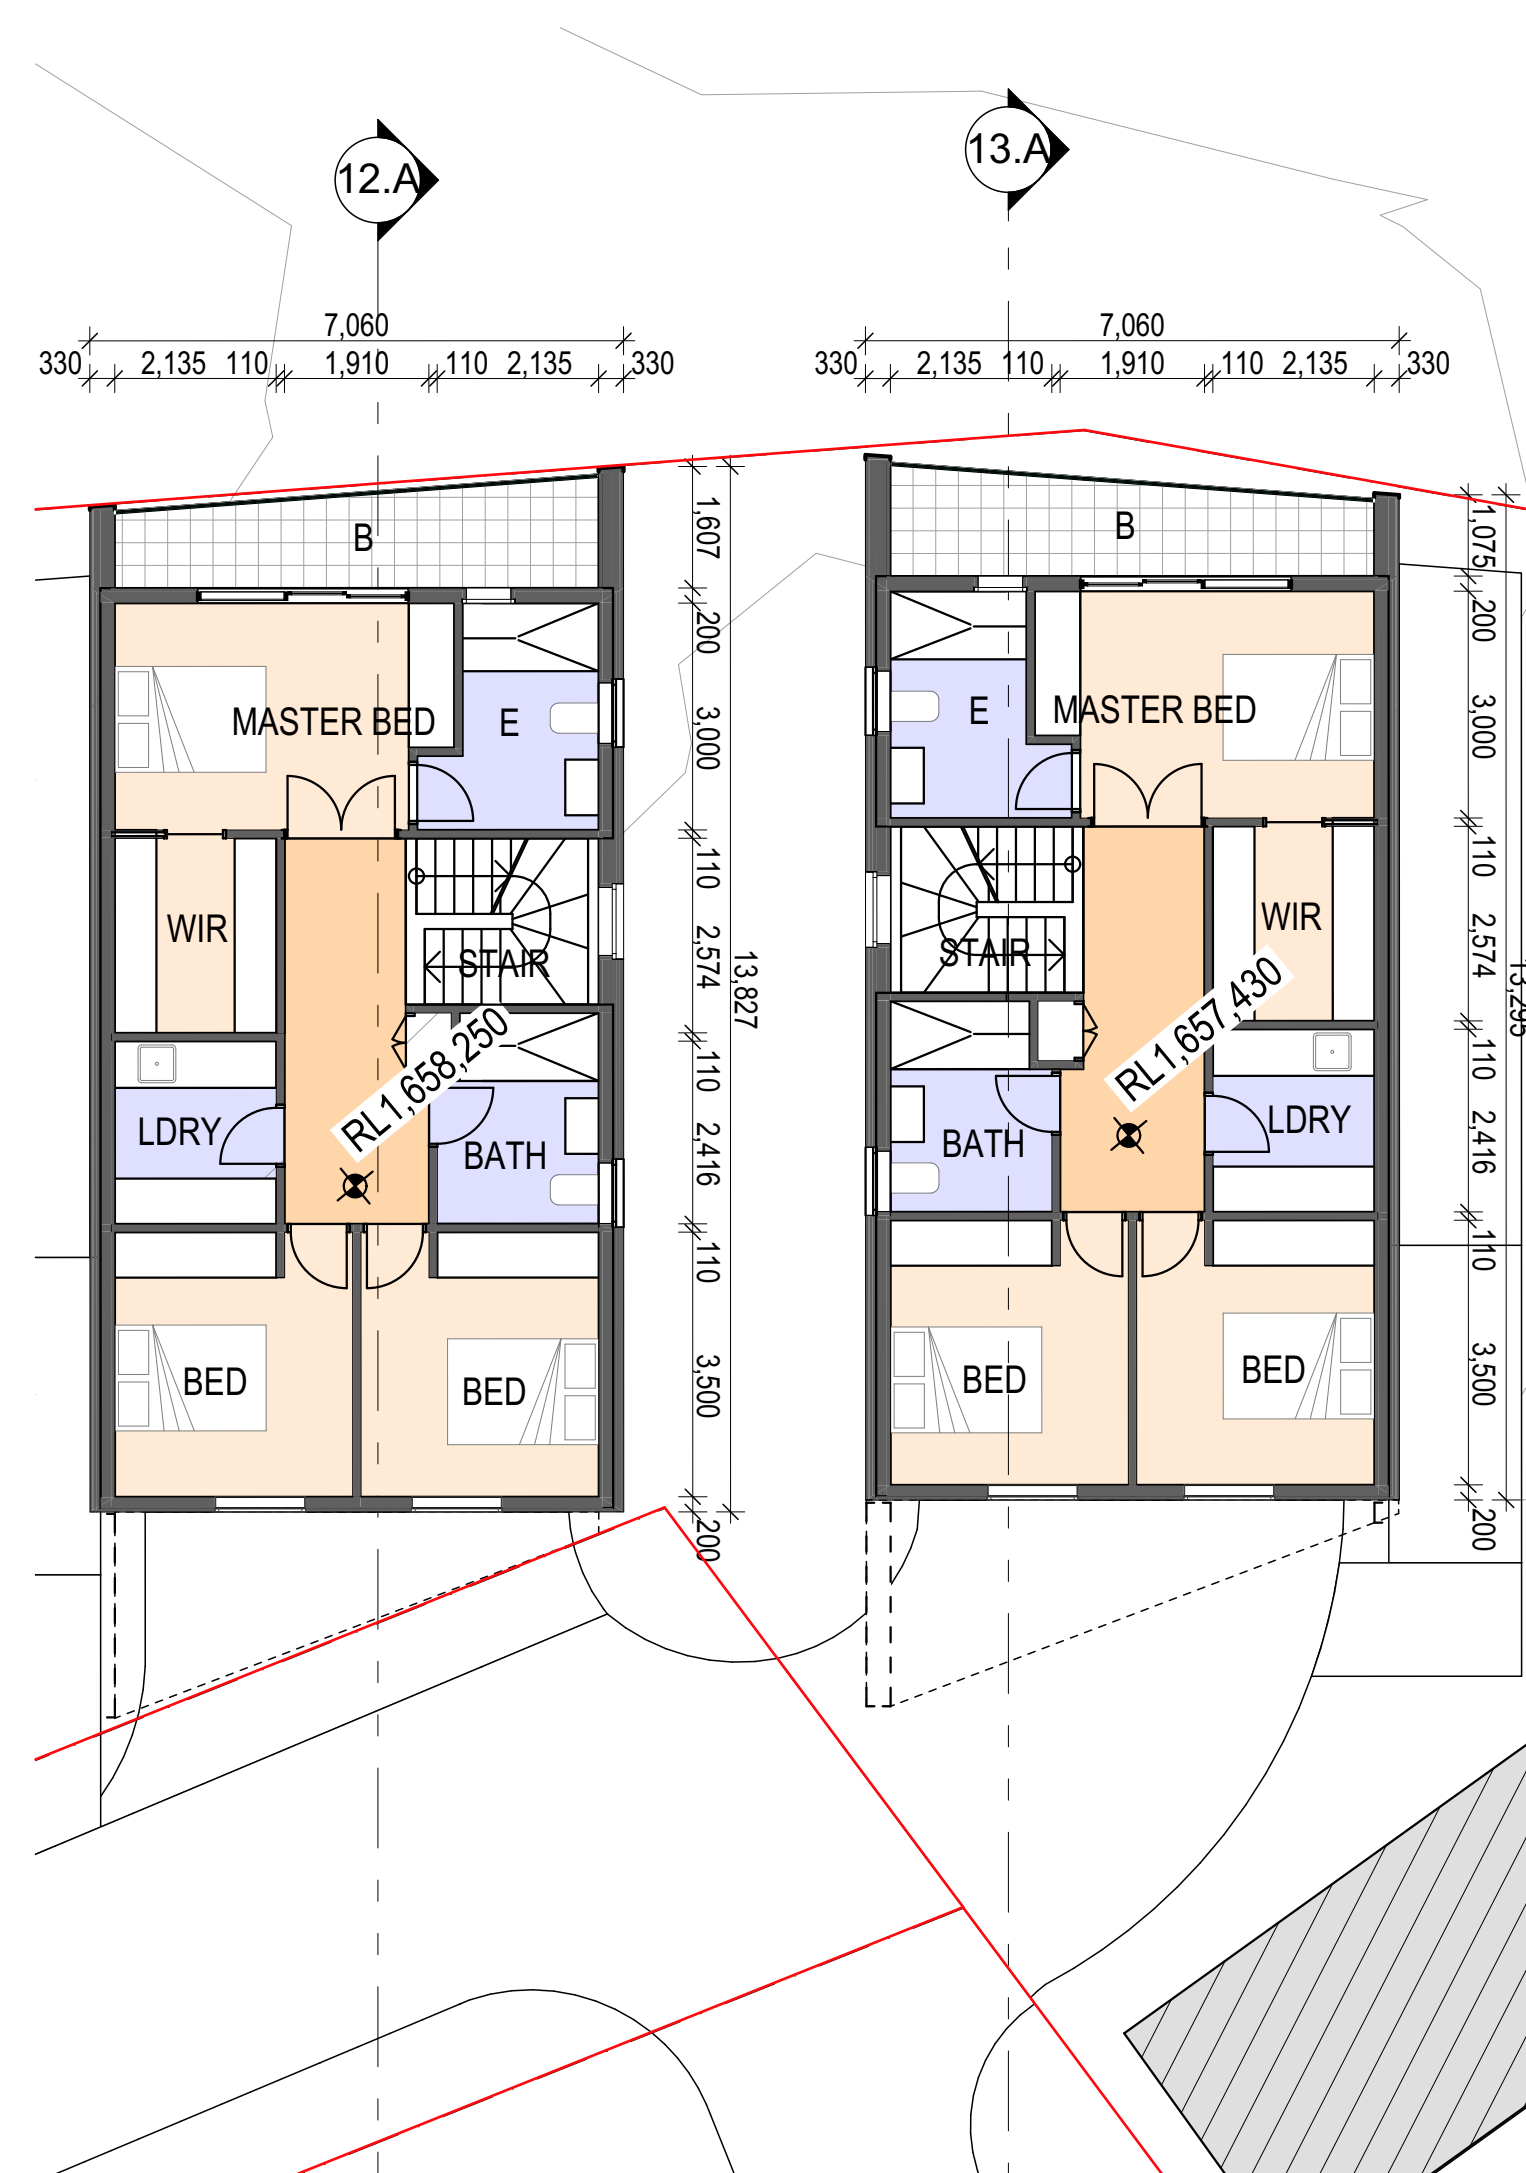 12.A
13.A
7,060
330 2,135 110 1,910 110 2,135 330
7,060
330 2,135 110 1,910 110 2,135 330
B
MASTER BED
E
WIR
STAIR
RL1,658,250
LDRY
BATH
BED
BED
1,607
200
3,000
110
2,574
110
2,416
110
3,500
200
13,827
B
E
MASTER BED
STAIR
WIR
RL1,657,430
BATH
LDRY
BED
BED
1,075
200
3,000
110
2,574
110
2,416
110
3,500
200
13,295